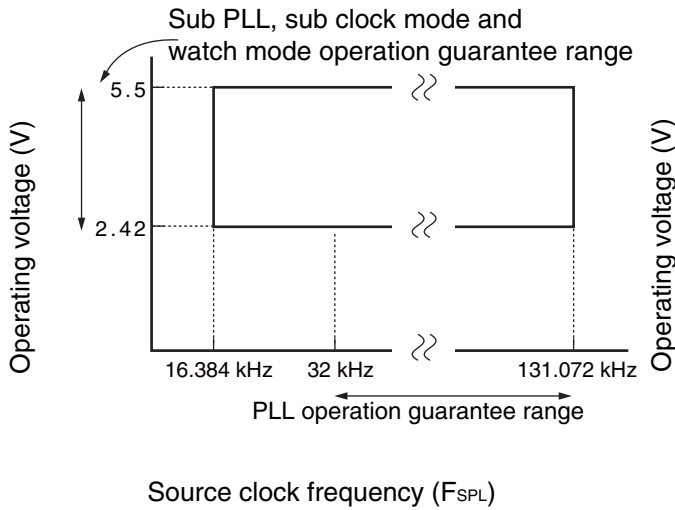 Sub PLL, sub clock mode and
watch mode operation guarantee range
Operating voltage (V)
5.5
2.42
16.384 kHz
32 kHz
131.072 kHz
PLL operation guarantee range
Source clock frequency (FSPL)
Operating voltage (V)